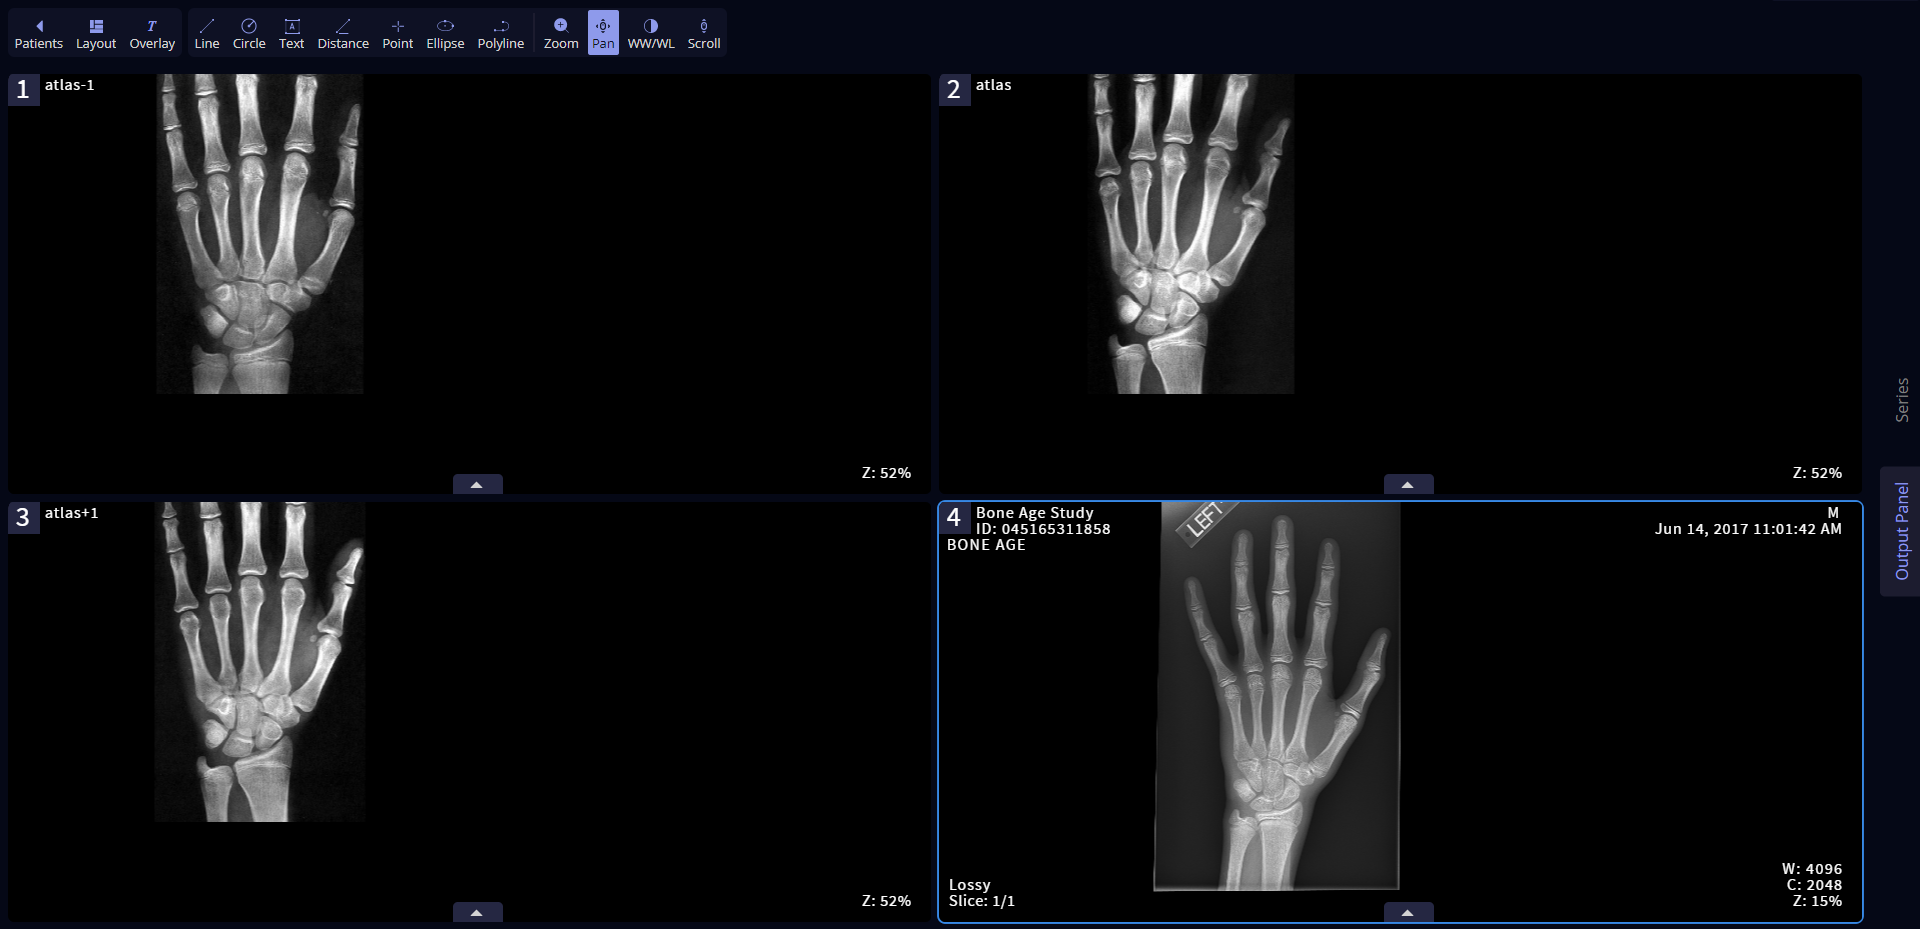 Patients Layout Overlay Line Circle Text Distance Point Ellipse Polyline Zoom Pan WW/WL Scroll
1 atlas-1
Z: 52%
2 atlas
Z: 52%
3 atlas+1
Z: 52%
4 Bone Age Study M
ID: 045165311858 Jun 14, 2017 11:01:42 AM
BONE AGE
LEFT
W: 4096
Lossy C: 2048
Slice: 1/1 Z: 15%
Series
Output Panel